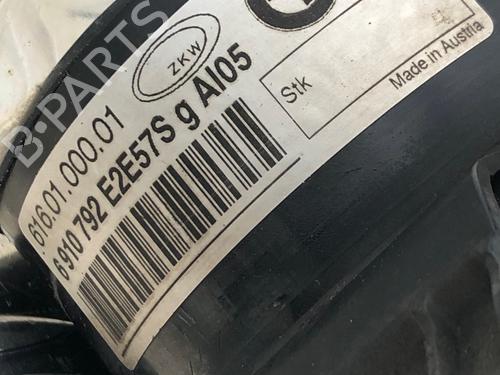 616.01.000.01
ZKW
6 910 792 E2E57S g AI05
Stk
Made in Austria
B-PARTS